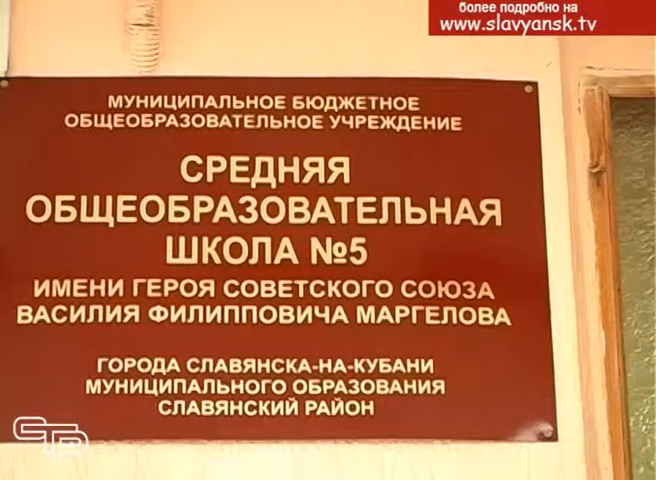 более подробно на
www.slavyansk.tv
МУНИЦИПАЛЬНОЕ БЮДЖЕТНОЕ
ОБЩЕОБРАЗОВАТЕЛЬНОЕ УЧРЕЖДЕНИЕ
СРЕДНЯЯ
ОБЩЕОБРАЗОВАТЕЛЬНАЯ
ШКОЛА №5
ИМЕНИ ГЕРОЯ СОВЕТСКОГО СОЮЗА
ВАСИЛИЯ ФИЛИППОВИЧА МАРГЕЛОВА
ГОРОДА СЛАВЯНСКА-НА-КУБАНИ
МУНИЦИПАЛЬНОГО ОБРАЗОВАНИЯ
СЛАВЯНСКИЙ РАЙОН